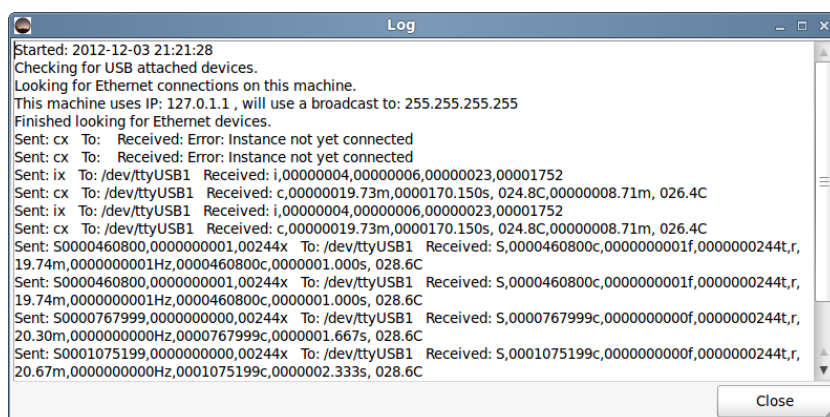 Log
Started: 2012-12-03 21:21:28
Checking for USB attached devices.
Looking for Ethernet connections on this machine.
This machine uses IP: 127.0.1.1 , will use a broadcast to: 255.255.255.255
Finished looking for Ethernet devices.
Sent: cx   To:    Received: Error: Instance not yet connected
Sent: cx   To:    Received: Error: Instance not yet connected
Sent: ix   To: /dev/ttyUSB1   Received: i,00000004,00000006,00000023,00001752
Sent: cx   To: /dev/ttyUSB1   Received: c,00000019.73m,0000170.150s, 024.8C,00000008.71m, 026.4C
Sent: ix   To: /dev/ttyUSB1   Received: i,00000004,00000006,00000023,00001752
Sent: cx   To: /dev/ttyUSB1   Received: c,00000019.73m,0000170.150s, 024.8C,00000008.71m, 026.4C
Sent: S0000460800,0000000001,00244x   To: /dev/ttyUSB1   Received: S,0000460800c,0000000001f,0000000244t,r,
19.74m,0000000001Hz,0000460800c,0000001.000s, 028.6C
Sent: S0000460800,0000000001,00244x   To: /dev/ttyUSB1   Received: S,0000460800c,0000000001f,0000000244t,r,
19.74m,0000000001Hz,0000460800c,0000001.000s, 028.6C
Sent: S0000767999,0000000000,00244x   To: /dev/ttyUSB1   Received: S,0000767999c,0000000000f,0000000244t,r,
20.30m,0000000000Hz,0000767999c,0000001.667s, 028.6C
Sent: S0001075199,0000000000,00244x   To: /dev/ttyUSB1   Received: S,0001075199c,0000000000f,0000000244t,r,
20.67m,0000000000Hz,0001075199c,0000002.333s, 028.6C
Close